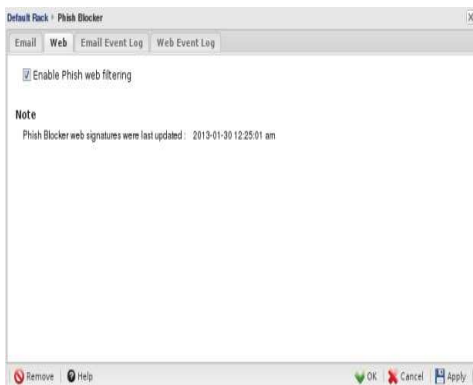 Default Rack › Phish Blocker
Email Web Email Event Log Web Event Log
Enable Phish web filtering
Note
Phish Blocker web signatures were last updated : 2013-01-30 12:25:01 am
Remove Help OK Cancel Apply